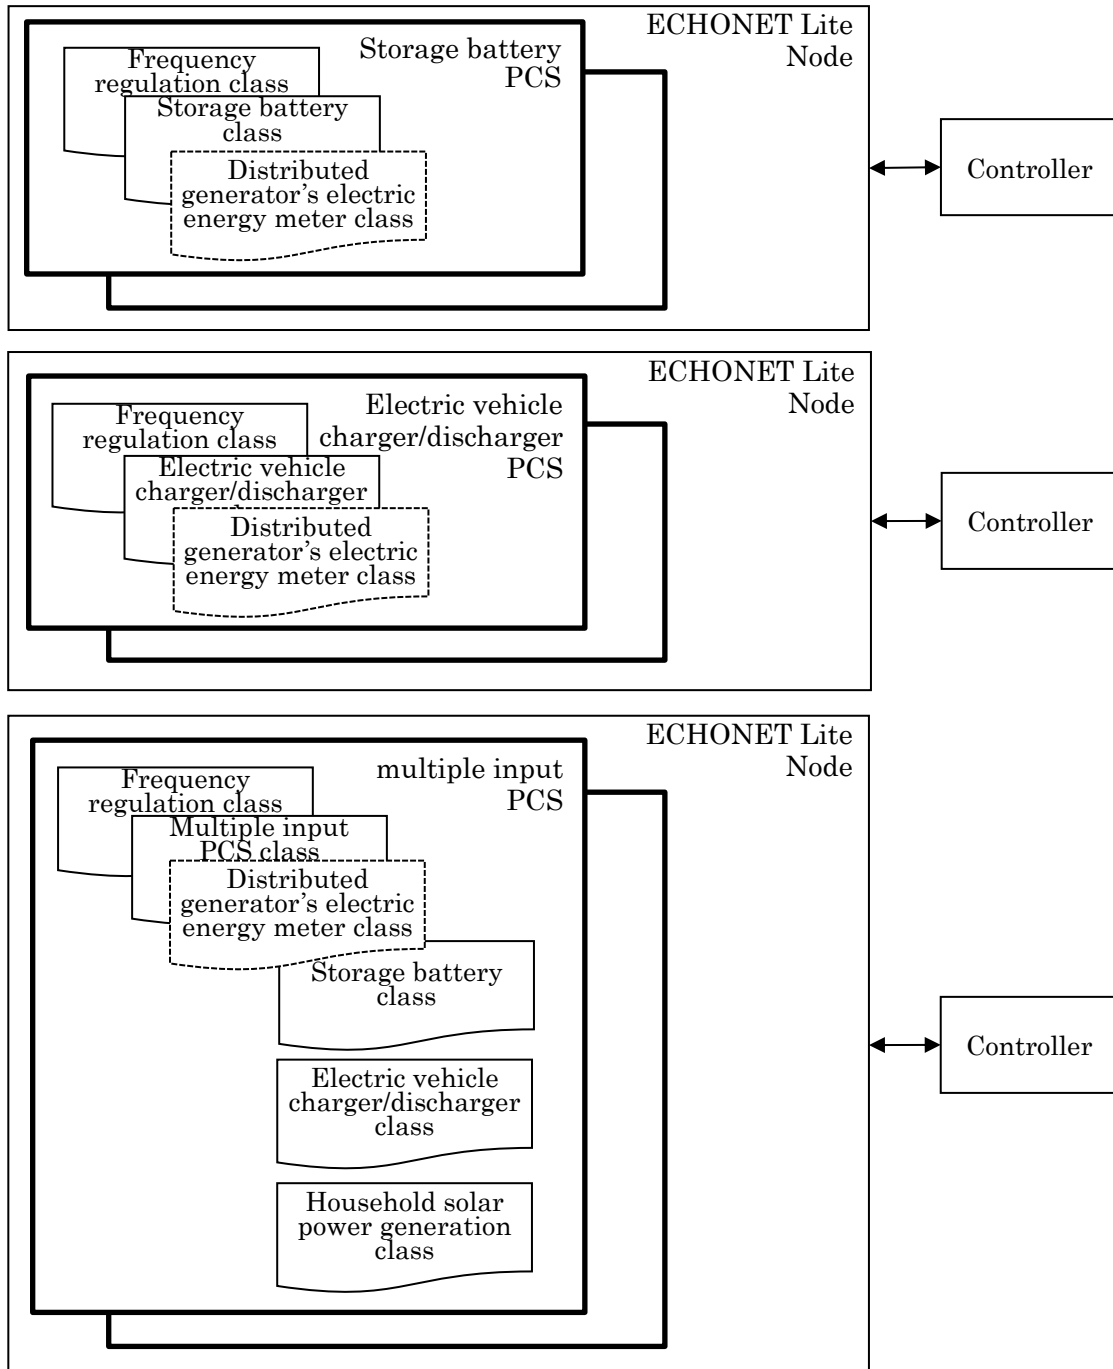 ECHONET Lite
Node
Storage battery
PCS
Frequency
regulation class
Storage battery
class
Distributed
generator’s electric
energy meter class
Controller
ECHONET Lite
Node
Electric vehicle
charger/discharger
PCS
Frequency
regulation class
Electric vehicle
charger/discharger
Distributed
generator’s electric
energy meter class
Controller
ECHONET Lite
Node
multiple input
PCS
Frequency
regulation class
Multiple input
PCS class
Distributed
generator’s electric
energy meter class
Storage battery
class
Electric vehicle
charger/discharger
class
Household solar
power generation
class
Controller